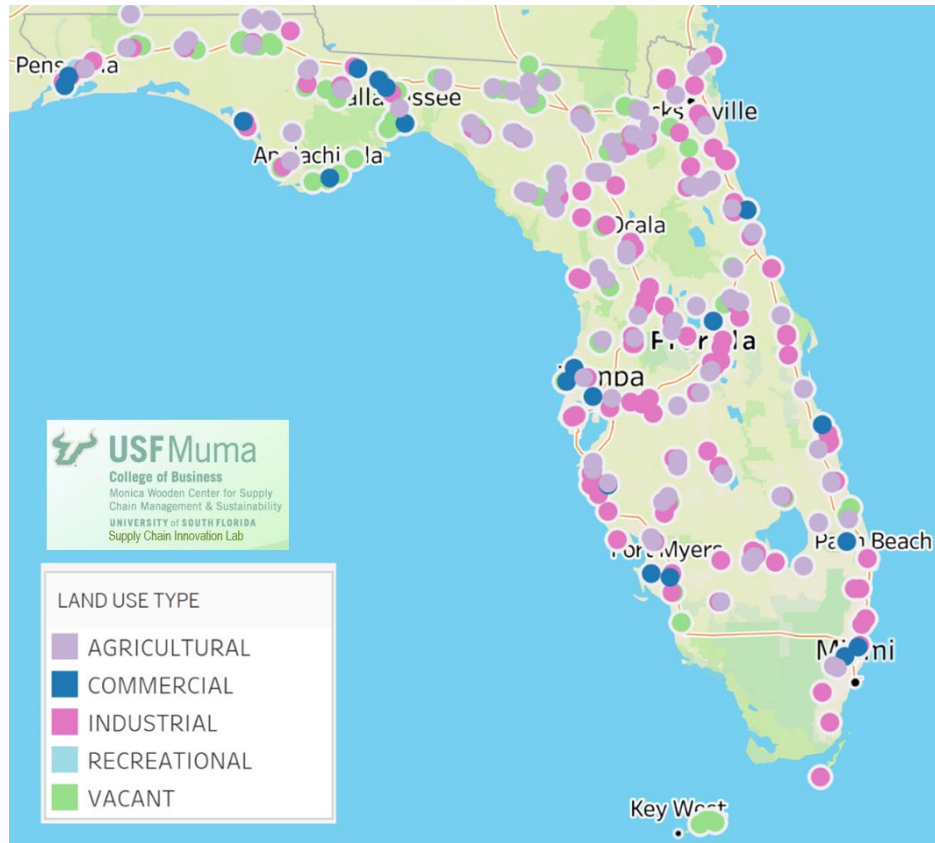 Pensacola
Tallahassee
Jacksonville
Apalachicola
Ocala
Florida
Tampa
USF Muma
College of Business
Monica Wooden Center for Supply
Chain Management & Sustainability
UNIVERSITY of SOUTH FLORIDA
Supply Chain Innovation Lab
Palm Beach
Fort Myers
LAND USE TYPE
AGRICULTURAL
COMMERCIAL
INDUSTRIAL
RECREATIONAL
VACANT
Miami
Key West